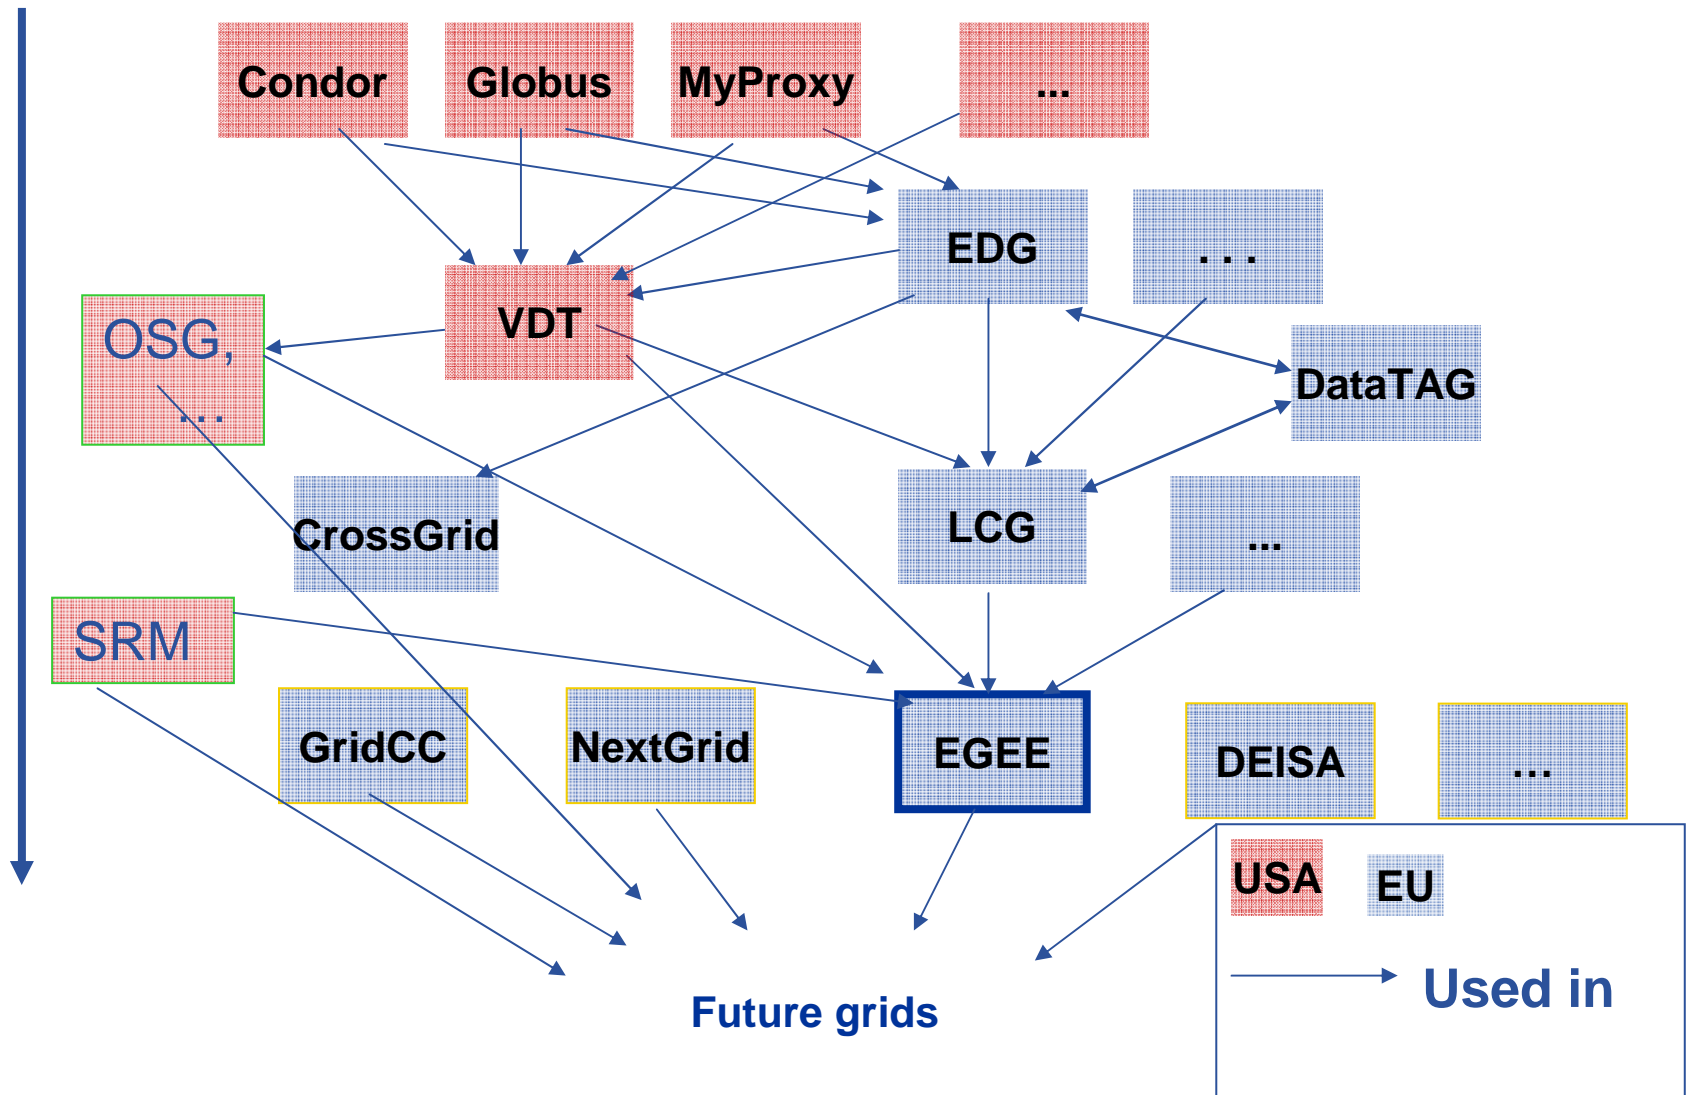 Condor
Globus
MyProxy
...
EDG
. . .
VDT
OSG,
…
DataTAG
CrossGrid
LCG
...
SRM
GridCC
NextGrid
EGEE
DEISA
…
USA
EU
Used in
Future grids